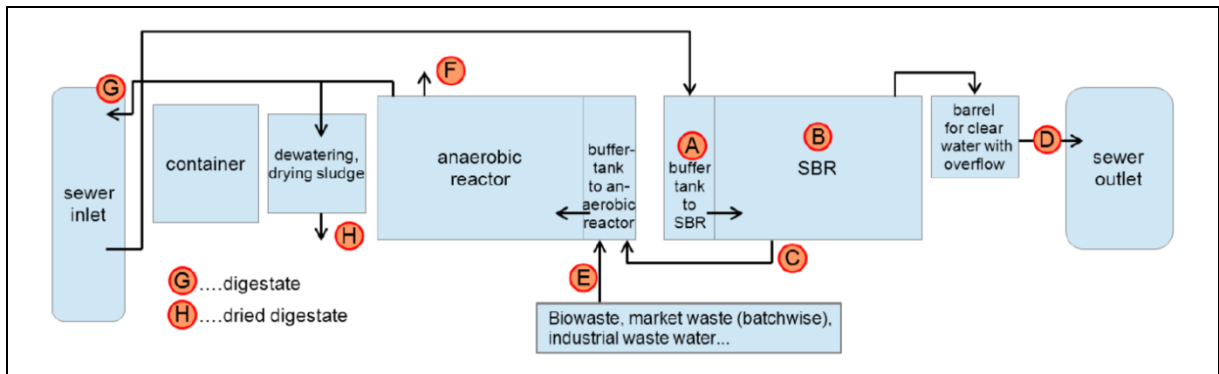 G
F
sewer
inlet
container
dewatering,
drying sludge
anaerobic
reactor
buffer-
tank
to an-
aerobic
reactor
A
buffer
tank
to
SBR
B
SBR
barrel
for clear
water with
overflow
D
sewer
outlet
H
C
E
G ....digestate
H ....dried digestate
Biowaste, market waste (batchwise),
industrial waste water...